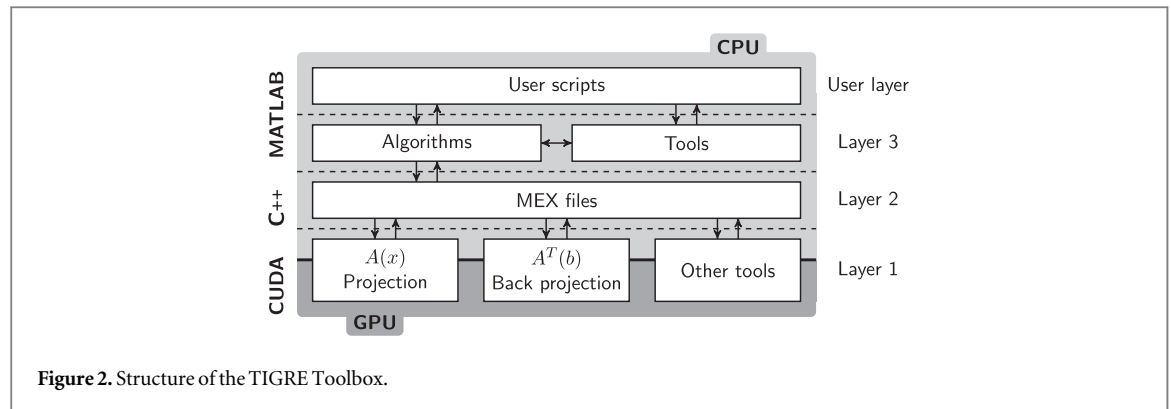 CPU
MATLAB
User scripts
User layer
Algorithms
Tools
Layer 3
C++
MEX files
Layer 2
CUDA
A(x)
Projection
A^T(b)
Back projection
Other tools
Layer 1
GPU
Figure 2. Structure of the TIGRE Toolbox.